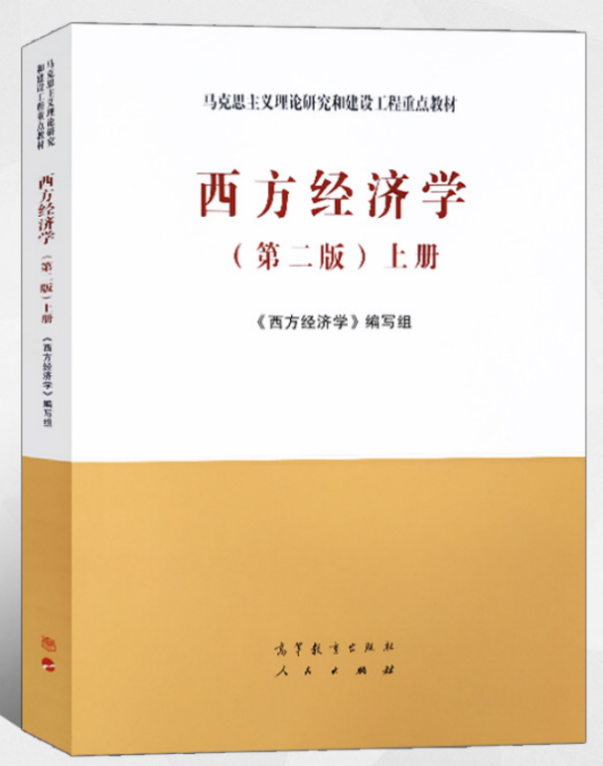 马克思主义理论研究和建设工程重点教材
西方经济学
（第二版）上册
《西方经济学》编写组
高等教育出版社
人民出版社
马克思主义理论研究
和建设工程重点教材
西方经济学
（第二版）上册
《西方经济学》编写组